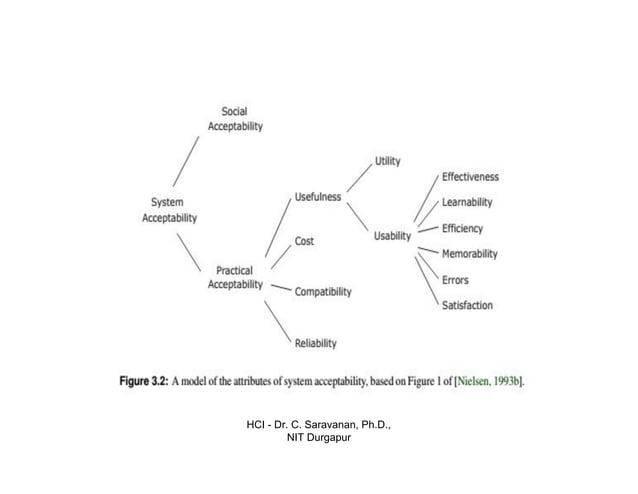 Social
Acceptability
Utility
Effectiveness
Usefulness
Learnability
System
Acceptability
Efficiency
Usability
Cost
Memorability
Practical
Acceptability
Errors
Compatibility
Satisfaction
Reliability
Figure 3.2: A model of the attributes of system acceptability, based on Figure 1 of [Nielsen, 1993b].
HCI - Dr. C. Saravanan, Ph.D.,
NIT Durgapur